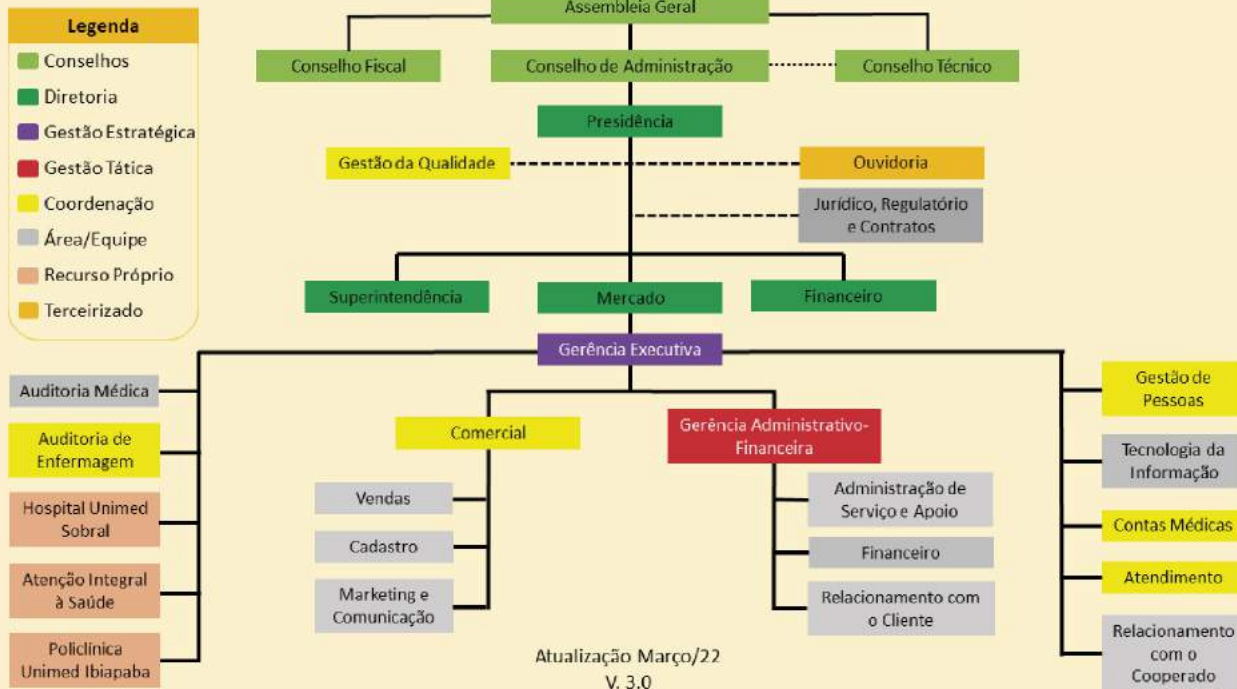 Assembleia Geral
Legenda
Conselhos
Diretoria
Gestão Estratégica
Gestão Tática
Coordenação
Área/Equipe
Recurso Próprio
Terceirizado
Conselho Fiscal
Conselho de Administração
Conselho Técnico
Presidência
Gestão da Qualidade
Ouvidoria
Jurídico, Regulatório
e Contratos
Superintendência
Mercado
Financeiro
Gerência Executiva
Auditoria Médica
Auditoria de
Enfermagem
Hospital Unimed
Sobral
Atenção Integral
à Saúde
Policlínica
Unimed Ibiapaba
Comercial
Vendas
Cadastro
Marketing e
Comunicação
Gerência Administrativo-
Financeira
Administração de
Serviço e Apoio
Financeiro
Relacionamento com
o Cliente
Gestão de
Pessoas
Tecnologia da
Informação
Contas Médicas
Atendimento
Relacionamento
com o
Cooperado
Atualização Março/22
V. 3.0